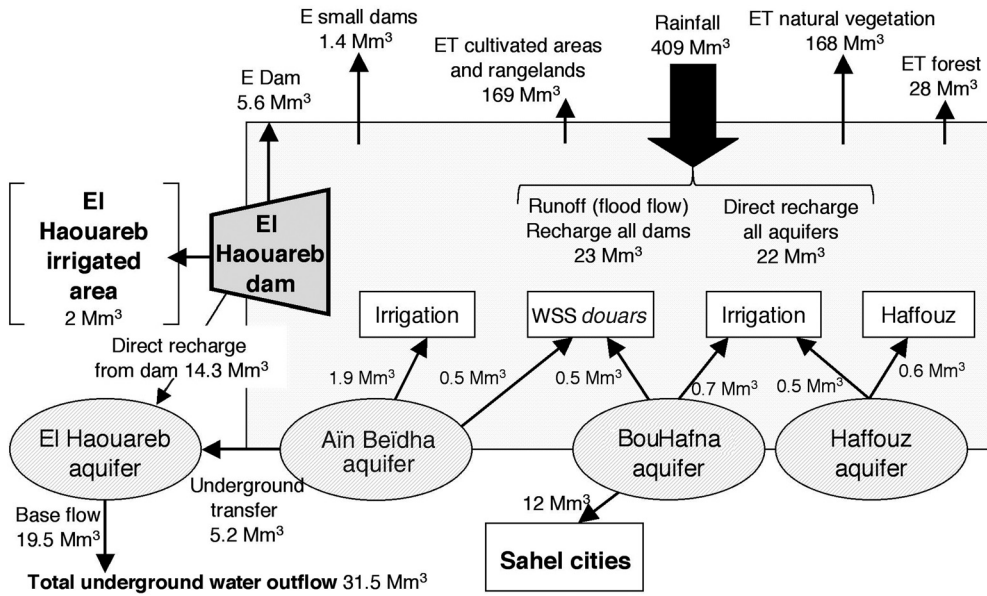 E small dams
1.4 Mm³
Rainfall
409 Mm³
ET natural vegetation
168 Mm³
ET cultivated areas
and rangelands
169 Mm³
ET forest
28 Mm³
E Dam
5.6 Mm³
El
Haouareb
irrigated
area
2 Mm³
El
Haouareb
dam
Runoff (flood flow)
Recharge all dams
23 Mm³
Direct recharge
all aquifers
22 Mm³
Irrigation
WSS douars
Irrigation
Haffouz
Direct recharge
from dam 14.3 Mm³
1.9 Mm³
0.5 Mm³
0.5 Mm³
0.7 Mm³
0.5 Mm³
0.6 Mm³
El Haouareb
aquifer
Aïn Beïdha
aquifer
BouHafna
aquifer
Haffouz
aquifer
Underground
transfer
5.2 Mm³
Base flow
19.5 Mm³
12 Mm³
Sahel cities
Total underground water outflow 31.5 Mm³